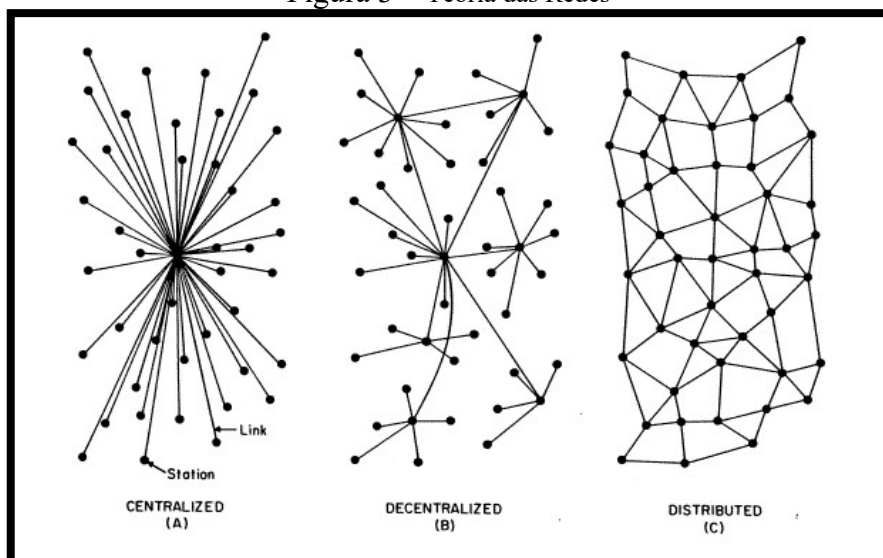 Figura 3 – Teoria das Redes
Link
Station
CENTRALIZED
(A)
DECENTRALIZED
(B)
DISTRIBUTED
(C)